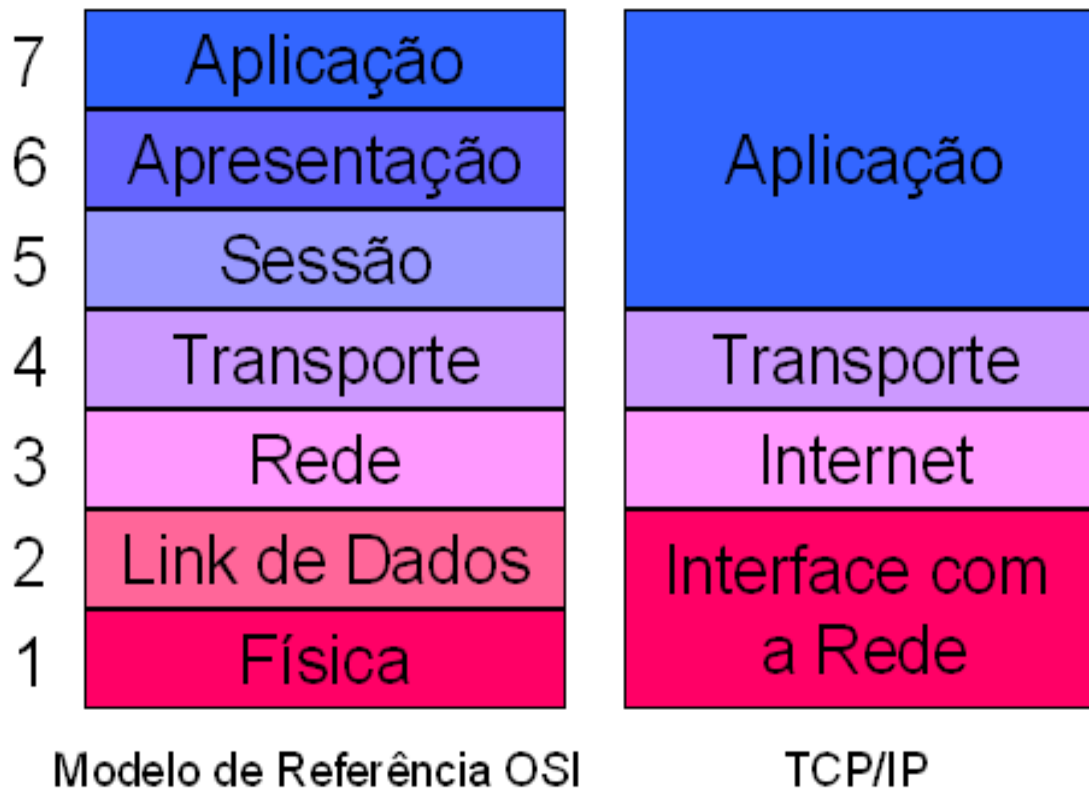 7 Aplicação
6 Apresentação
5 Sessão
4 Transporte
3 Rede
2 Link de Dados
1 Física
Modelo de Referência OSI
Aplicação
Transporte
Internet
Interface com
a Rede
TCP/IP